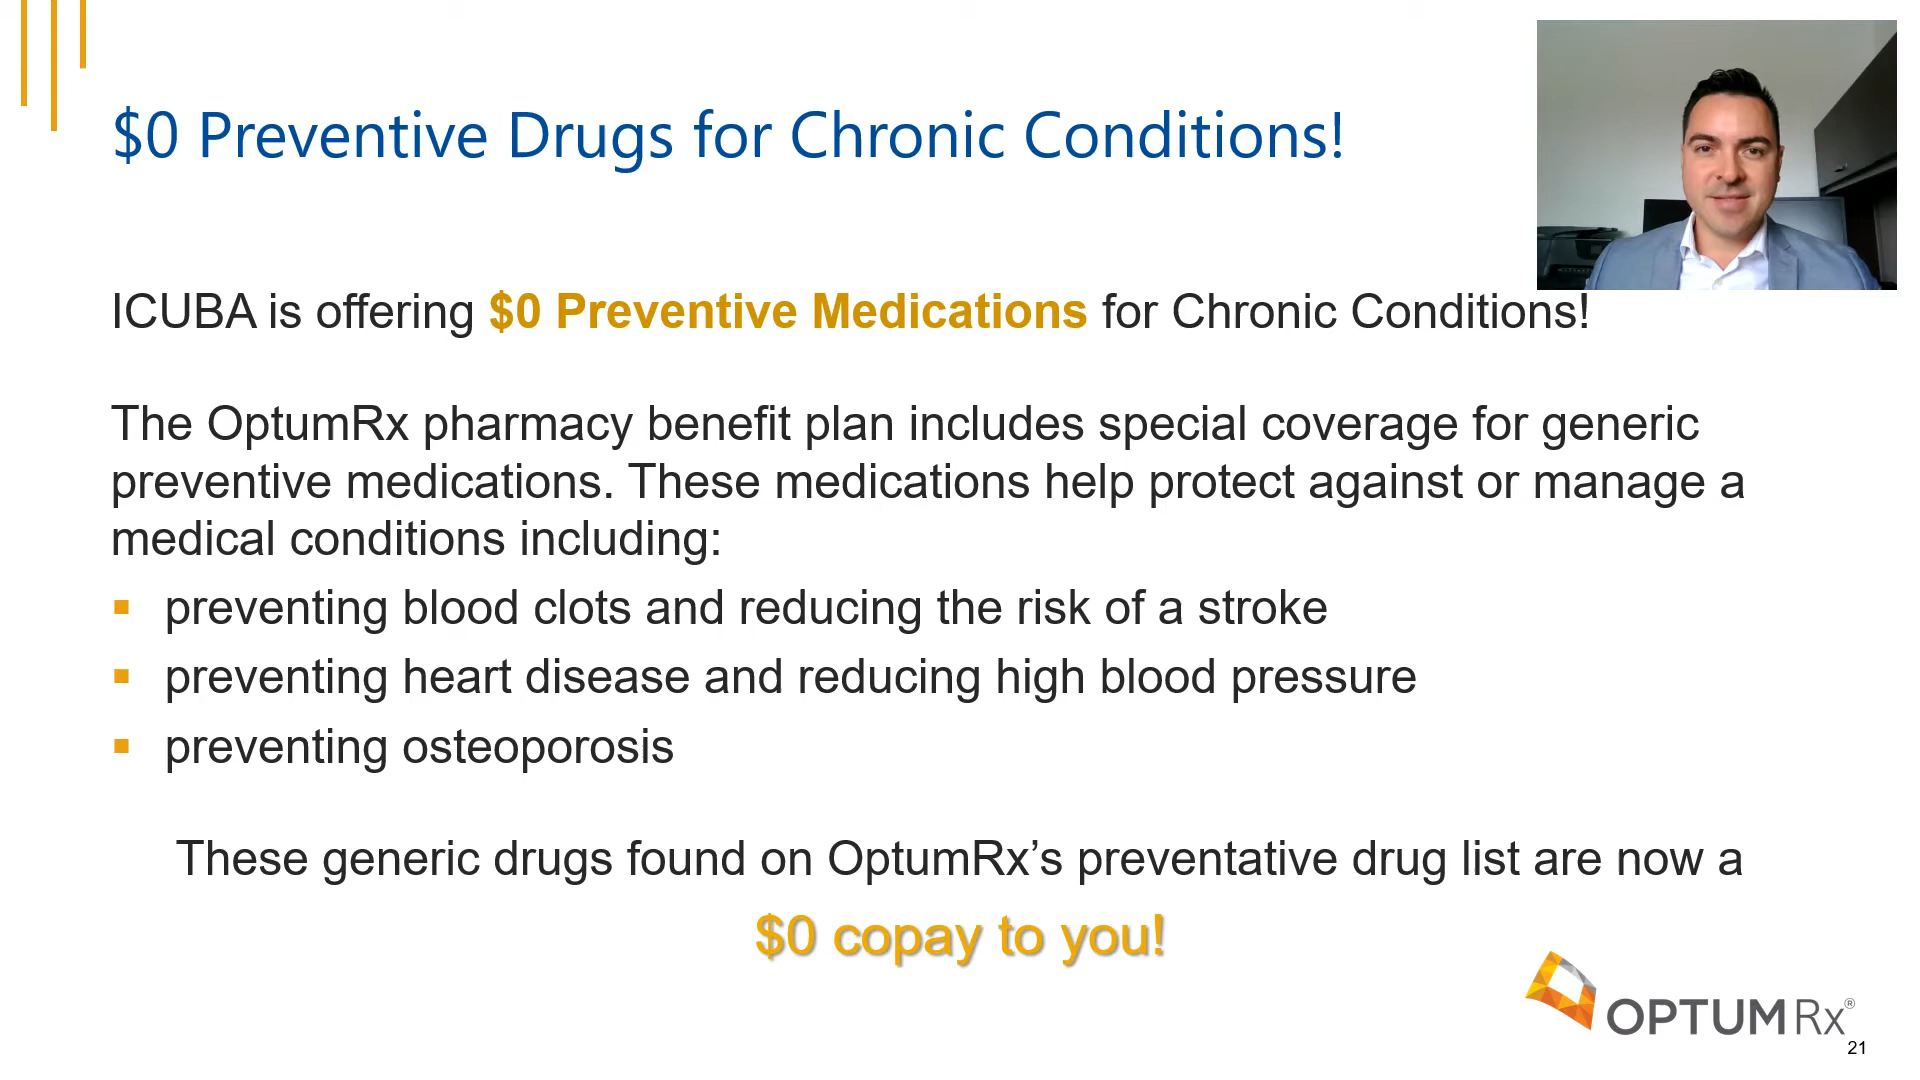 $0 Preventive Drugs for Chronic Conditions!
ICUBA is offering $0 Preventive Medications for Chronic Conditions!
The OptumRx pharmacy benefit plan includes special coverage for generic
preventive medications. These medications help protect against or manage a
medical conditions including:
▪ preventing blood clots and reducing the risk of a stroke
▪ preventing heart disease and reducing high blood pressure
▪ preventing osteoporosis
These generic drugs found on OptumRx’s preventative drug list are now a
$0 copay to you!
OPTUM Rx®
21